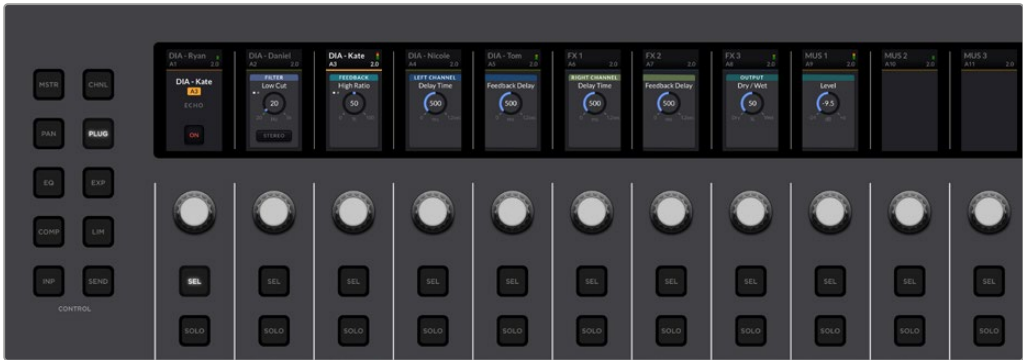 DIA - Ryan
A1 2.0
DIA - Daniel
A2 2.0
DIA - Kate
A3 2.0
DIA - Nicole
A4 2.0
DIA - Tom
A5 2.0
FX 1
A6 2.0
FX 2
A7 2.0
FX 3
A8 2.0
MUS 1
A9 2.0
MUS 2
A10 2.0
MUS 3
A11 2.0
DIA - Kate
A3
ECHO
ON
FILTER
Low Cut
20
STEREO
FEEDBACK
High Ratio
50
LEFT CHANNEL
Delay Time
500
Feedback Delay
500
RIGHT CHANNEL
Delay Time
500
Feedback Delay
500
OUTPUT
Dry / Wet
50
Level
-9.5
MSTR CHNL
PAN PLUG
EQ EXP
COMP LIM
INP SEND
CONTROL
SEL SEL SEL SEL SEL SEL SEL SEL SEL SEL SEL
SOLO SOLO SOLO SOLO SOLO SOLO SOLO SOLO SOLO SOLO SOLO